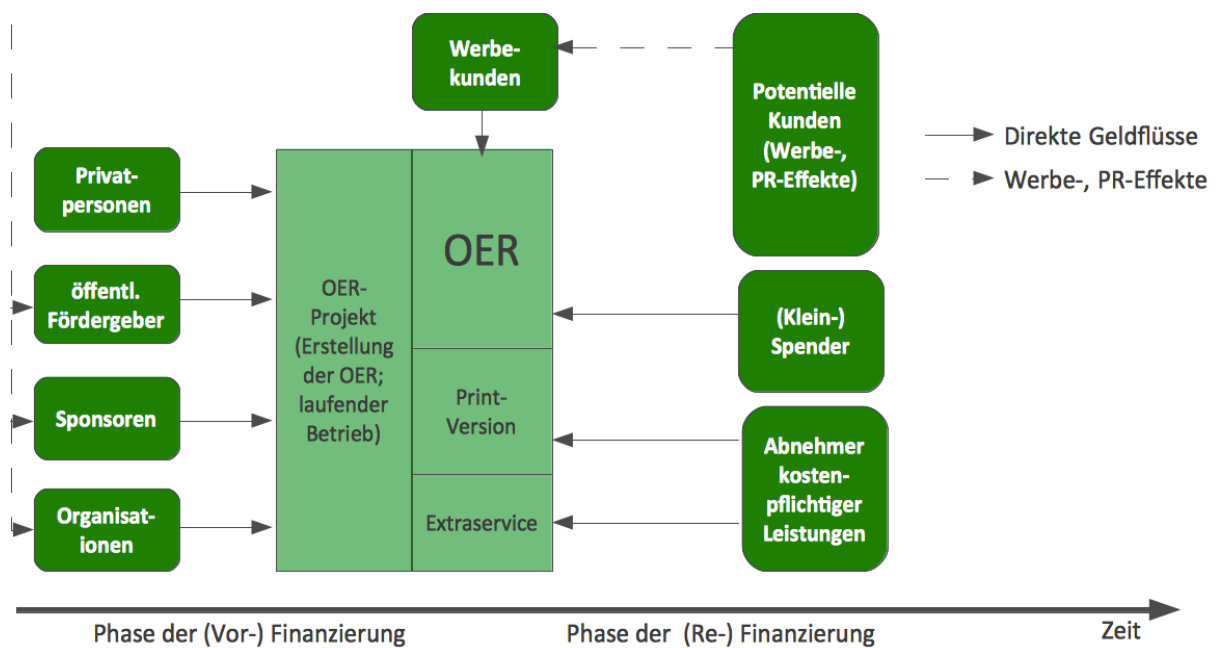 Werbe-
kunden
Potentielle
Kunden
(Werbe-,
PR-Effekte)
Direkte Geldflüsse
Werbe-, PR-Effekte
Privat-
personen
öffentl.
Fördergeber
Sponsoren
Organisat-
ionen
OER-
Projekt
(Erstellung
der OER;
laufender
Betrieb)
OER
Print-
Version
Extraservice
(Klein-)
Spender
Abnehmer
kosten-
pflichtiger
Leistungen
Phase der (Vor-) Finanzierung
Phase der (Re-) Finanzierung
Zeit